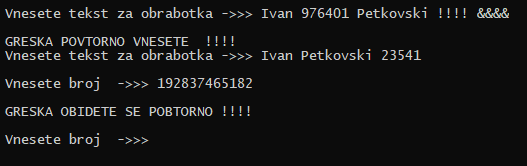 Vnesete tekst za obrabotka ->>> Ivan 976401 Petkovski !!!! &&&&
GRESKA POVTORNO VNESETE !!!!
Vnesete tekst za obrabotka ->>> Ivan Petkovski 23541
Vnesete broj ->>> 192837465182
GRESKA OBIDETE SE POBTORNO !!!!
Vnesete broj ->>>